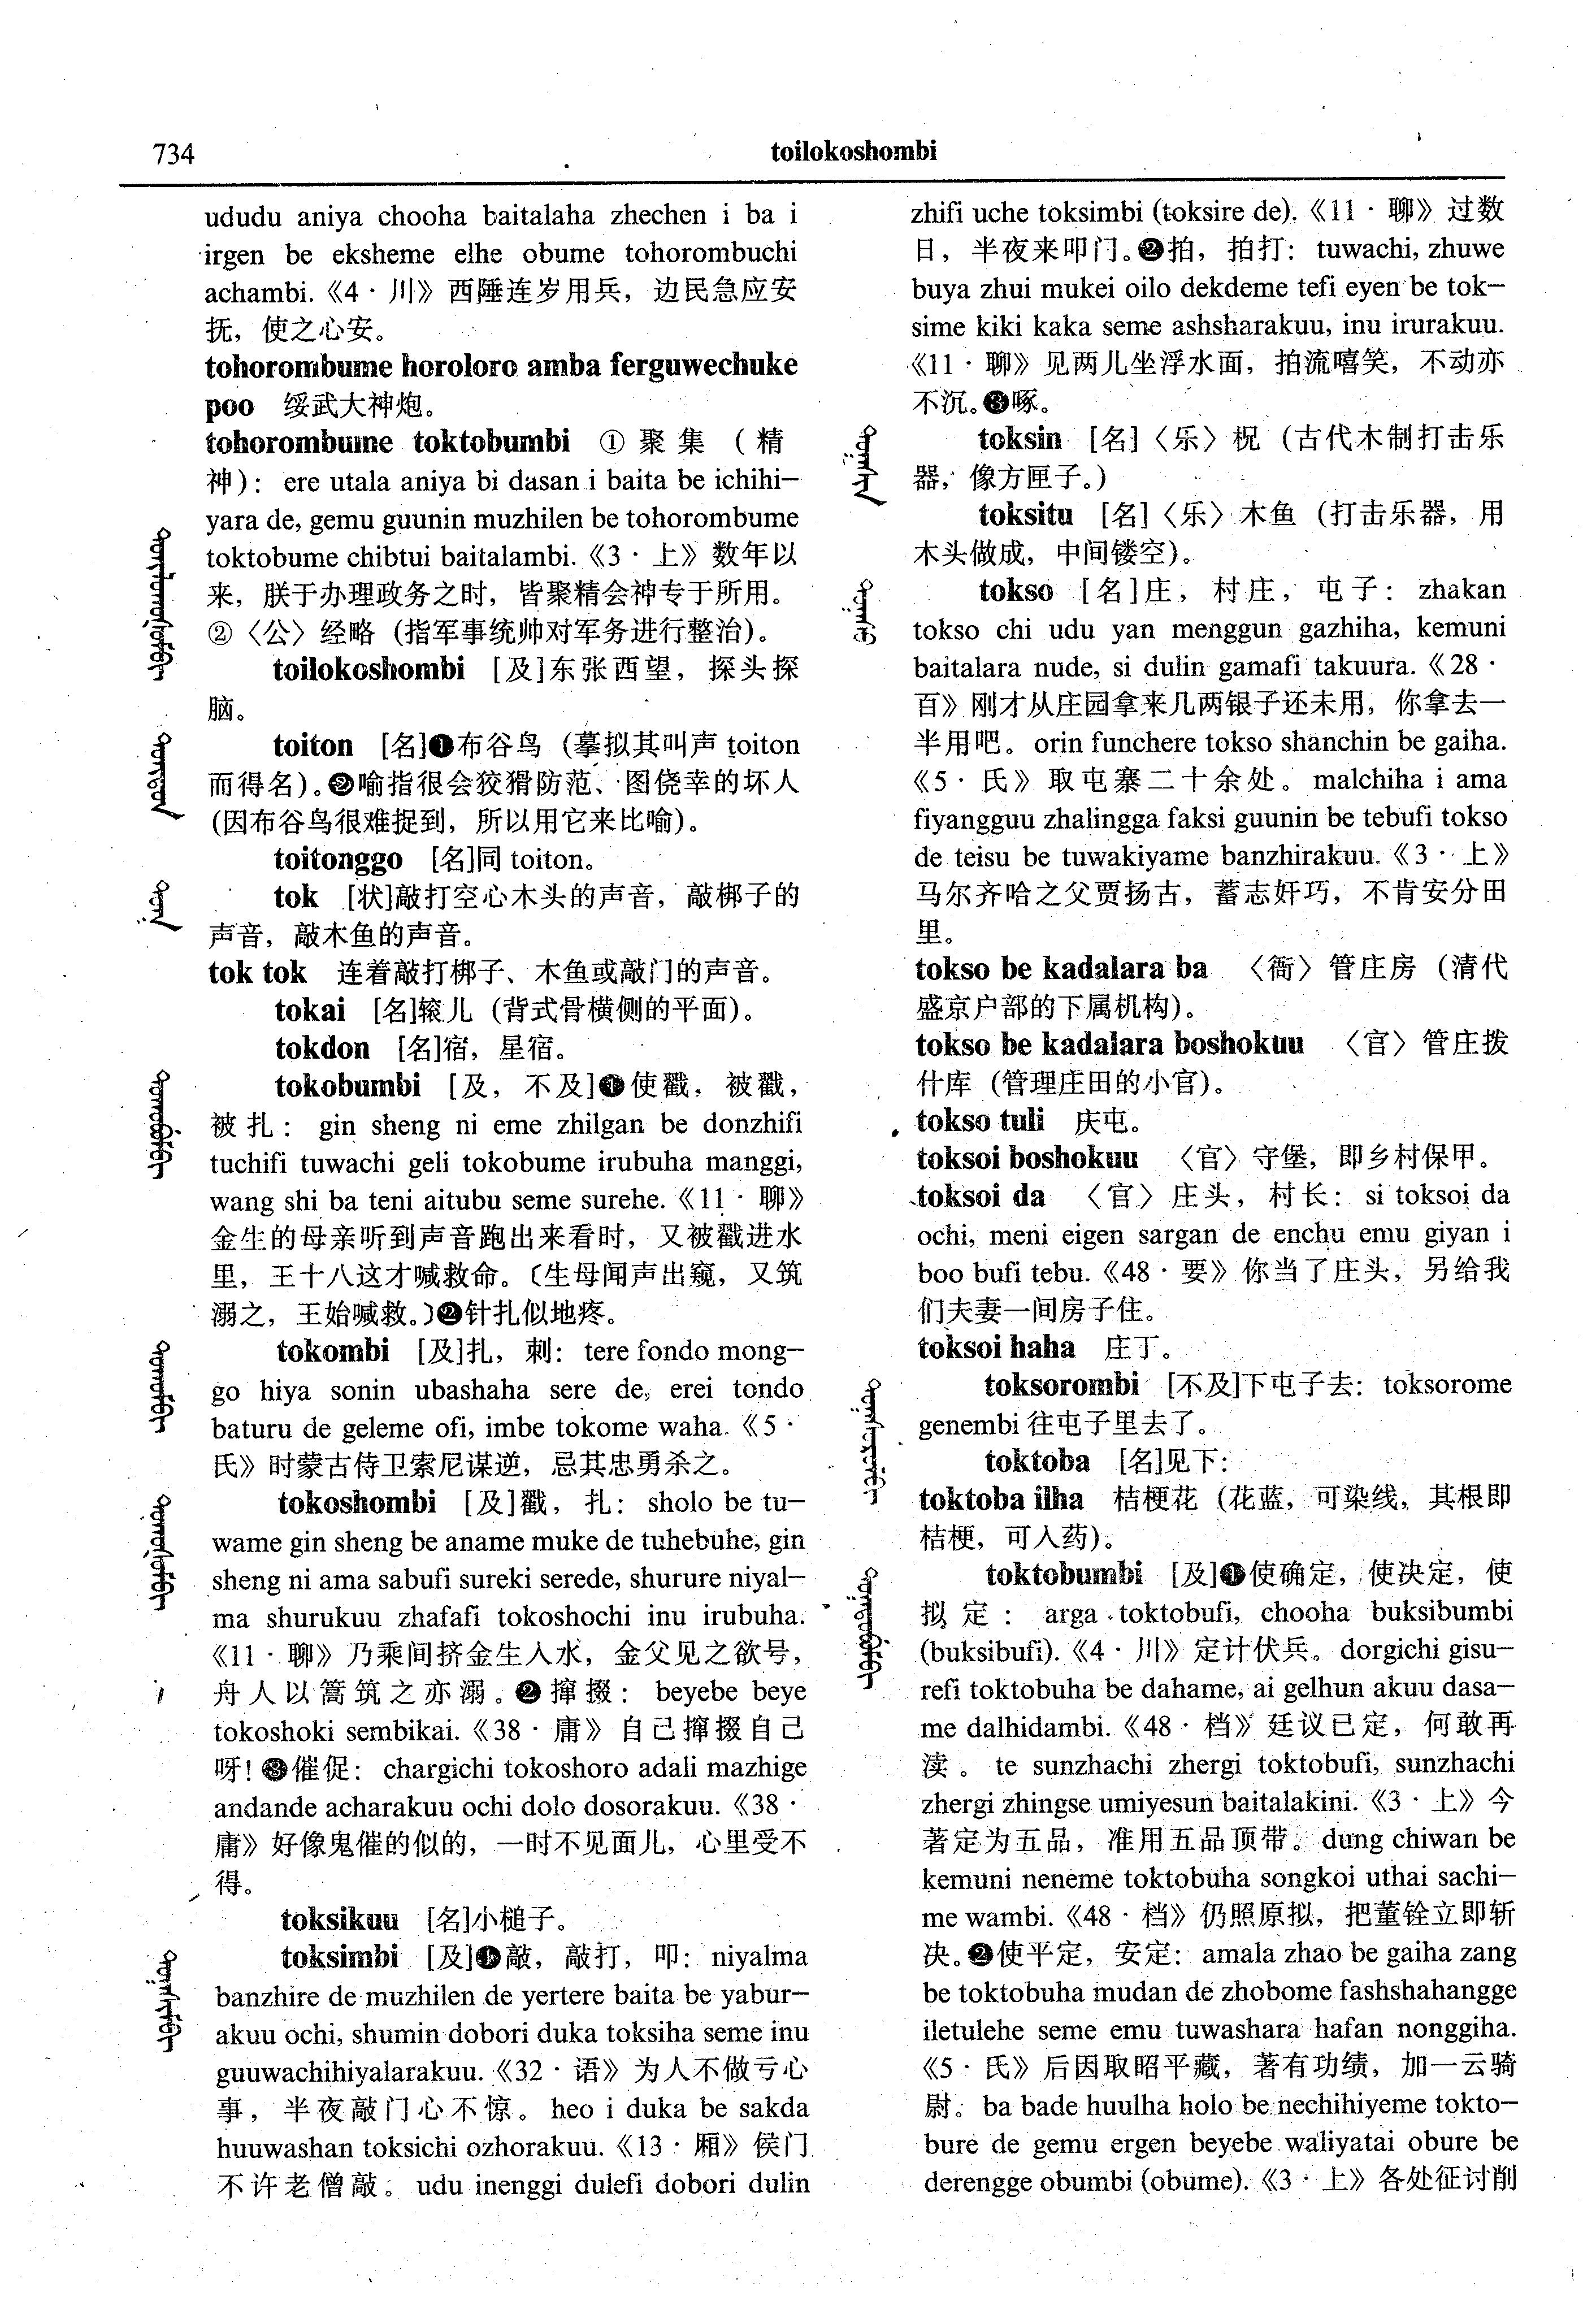 734
toilokoshombi
ududu aniya chooha baitalaha zhechen i ba i
irgen be eksheme elhe obume tohorombuchi
achambi.《4·川》西陲连岁用兵，边民急应安
抚，使之心安。
tohorombume horoloro amba ferguwechuke
poo 绥武大神炮。
tohorombume toktobumbi ①聚集（精
神）：ere utala aniya bi dasan i baita be ichihi-
yara de, gemu guunin muzhilen be tohorombume
toktobume chibtui baitalambi.《3·上》数年以
来，朕于办理政务之时，皆聚精会神专于所用。
②〈公〉经略（指军事统帅对军务进行整治）。
toilokoshombi [及]东张西望，探头探
脑。
toiton [名]❶布谷鸟（摹拟其叫声 toiton
而得名）。❷喻指很会狡猾防范、图侥幸的坏人
（因布谷鸟很难捉到，所以用它来比喻）。
toitonggo [名]同 toiton。
tok [状]敲打空心木头的声音，敲梆子的
声音，敲木鱼的声音。
tok tok 连着敲打梆子、木鱼或敲门的声音。
tokai [名]辗儿（背式骨横侧的平面）。
tokdon [名]宿，星宿。
tokobumbi [及，不及]❶使戳，被戳，
被扎：gin sheng ni eme zhilgan be donzhifi
tuchifi tuwachi geli tokobume irubuha manggi,
wang shi ba teni aitubu seme surehe.《11·聊》
金生的母亲听到声音跑出来看时，又被戳进水
里，王十八这才喊救命。〔生母闻声出窥，又筑
溺之，王始喊救。〕❷针扎似地疼。
tokombi [及]扎，刺：tere fondo mong-
go hiya sonin ubashaha sere de, erei tondo
baturu de geleme ofi, imbe tokome waha.《5·
氏》时蒙古侍卫索尼谋逆，忌其忠勇杀之。
tokoshombi [及]戳，扎：sholo be tu-
wame gin sheng be aname muke de tuhebuhe, gin
sheng ni ama sabufi sureki serede, shurure niyal-
ma shurukuu zhafafi tokoshochi inu irubuha.
《11·聊》乃乘间挤金生人水，金父见之欲号，
舟人以篙筑之亦溺。❷撺掇：beyebe beye
tokoshoki sembikai.《38·庸》自己撺掇自己
呀！❸催促：chargichi tokoshoro adali mazhige
andande acharakuu ochi dolo dosorakuu.《38·
庸》好像鬼催的似的，一时不见面儿，心里受不
得。
toksikuu [名]小槌子。
toksimbi [及]❶敲，敲打，叩：niyalma
banzhire de muzhilen de yertere baita be yabur-
akuu ochi, shumin dobori duka toksiha seme inu
guuwachihiyalarakuu.《32·语》为人不做亏心
事，半夜敲门心不惊。heo i duka be sakda
huuwashan toksichi ozhorakuu.《13·厢》侯门
不许老僧敲。udu inenggi dulefi dobori dulin
zhifi uche toksimbi (toksire de).《11·聊》过数
日，半夜来叩门。❷拍，拍打：tuwachi, zhuwe
buya zhui mukei oilo dekdeme tefi eyen be tok-
sime kiki kaka seme ashsharakuu, inu irurakuu.
《11·聊》见两儿坐浮水面，拍流嘻笑，不动亦
不沉。❸啄。
toksin [名]〈乐〉柷（古代木制打击乐
器，像方匣子。）
toksitu [名]〈乐〉木鱼（打击乐器，用
木头做成，中间镂空）。
tokso [名]庄，村庄，屯子：zhakan
tokso chi udu yan menggun gazhiha, kemuni
baitalara nude, si dulin gamafi takuura.《28·
百》刚才从庄园拿来几两银子还未用，你拿去一
半用吧。orin funchere tokso shanchin be gaiha.
《5·氏》取屯寨二十余处。malchiha i ama
fiyangguu zhalingga faksi guunin be tebufi tokso
de teisu be tuwakiyame banzhirakuu.《3·上》
马尔齐哈之父贾扬古，蓄志奸巧，不肯安分田
里。
tokso be kadalara ba 〈衙〉管庄房（清代
盛京户部的下属机构）。
tokso be kadalara boshokuu 〈官〉管庄拨
什库（管理庄田的小官）。
tokso tuli 庆屯。
toksoi boshokuu 〈官〉守堡，即乡村保甲。
toksoi da 〈官〉庄头，村长：si toksoi da
ochi, meni eigen sargan de enchu emu giyan i
boo bufi tebu.《48·要》你当了庄头，另给我
们夫妻一间房子住。
toksoi haha 庄丁。
toksorombi [不及]下屯子去：toksorome
genembi 往屯子里去了。
toktoba [名]见下：
toktoba ilha 桔梗花（花蓝，可染线，其根即
桔梗，可人药）。
toktobumbi [及]❶使确定，使决定，使
拟定：arga toktobufi, chooha buksibumbi
(buksibufi).《4·川》定计伏兵。dorgichi gisu-
refi toktobuha be dahame, ai gelhun akuu dasa-
me dalhidambi.《48·档》廷议已定，何敢再
渎。te sunzhachi zhergi toktobufi, sunzhachi
zhergi zhingse umiyesun baitalakini.《3·上》今
著定为五品，准用五品顶带。dung chiwan be
kemuni neneme toktobuha songkoi uthai sachi-
me wambi.《48·档》仍照原拟，把董铨立即斩
决。❷使平定，安定：amala zhao be gaiha zang
be toktobuha mudan de zhobome fashshahangge
iletulehe seme emu tuwashara hafan nonggiha.
《5·氏》后因取昭平藏，著有功绩，加一云骑
尉。ba bade huulha holo be nechihiyeme tokto-
bure de gemu ergen beyebe waliyatai obure be
derengge obumbi (obume).《3·上》各处征讨削